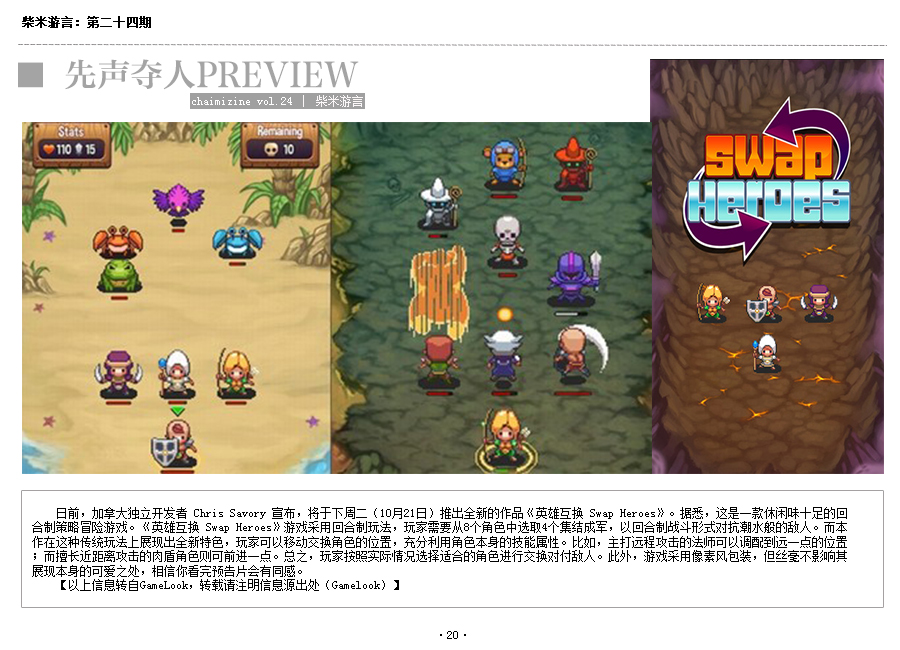 柴米游言：第二十四期
先声夺人PREVIEW
chaimizine vol.24 | 柴米游言
Stats
110 15
Remaining
10
swap
Heroes
日前，加拿大独立开发者 Chris Savory 宣布，将于下周二（10月21日）推出全新的作品《英雄互换 Swap Heroes》。据悉，这是一款休闲味十足的回
合制策略冒险游戏。《英雄互换 Swap Heroes》游戏采用回合制玩法，玩家需要从8个角色中选取4个集结成军，以回合制战斗形式对抗潮水般的敌人。而本
作在这种传统玩法上展现出全新特色，玩家可以移动交换角色的位置，充分利用角色本身的技能属性。比如，主打远程攻击的法师可以调配到远一点的位置
；而擅长近距离攻击的肉盾角色则可前进一点。总之，玩家按照实际情况选择适合的角色进行交换对付敌人。此外，游戏采用像素风包装，但丝毫不影响其
展现本身的可爱之处，相信你看完预告片会有同感。
【以上信息转自GameLook，转载请注明信息源出处（Gamelook）】
·20·